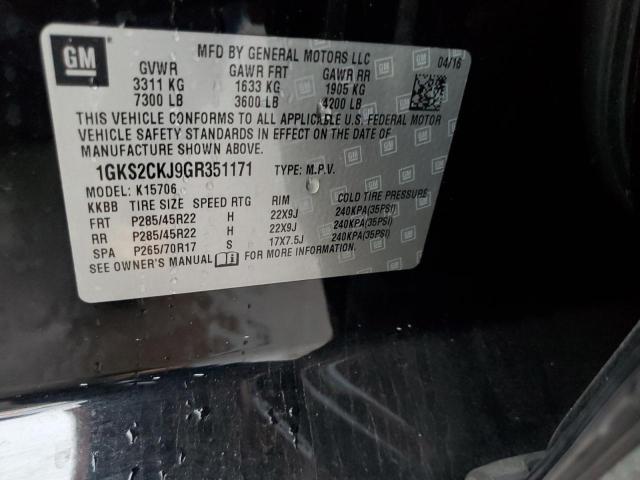 GM
MFD BY GENERAL MOTORS LLC 04/16
GVWR GAWR FRT GAWR RR
3311 KG 1633 KG 1905 KG
7300 LB 3600 LB 4200 LB
THIS VEHICLE CONFORMS TO ALL APPLICABLE U.S. FEDERAL MOTOR
VEHICLE SAFETY STANDARDS IN EFFECT ON THE DATE OF
MANUFACTURE SHOWN ABOVE.
1GKS2CKJ9GR351171 TYPE: M.P.V.
MODEL: K15706
KKBB TIRE SIZE SPEED RTG RIM COLD TIRE PRESSURE
FRT P285/45R22 H 22X9J 240KPA(35PSI)
RR P285/45R22 H 22X9J 240KPA(35PSI)
SPA P265/70R17 S 17X7.5J 240KPA(35PSI)
SEE OWNER'S MANUAL FOR MORE INFORMATION.